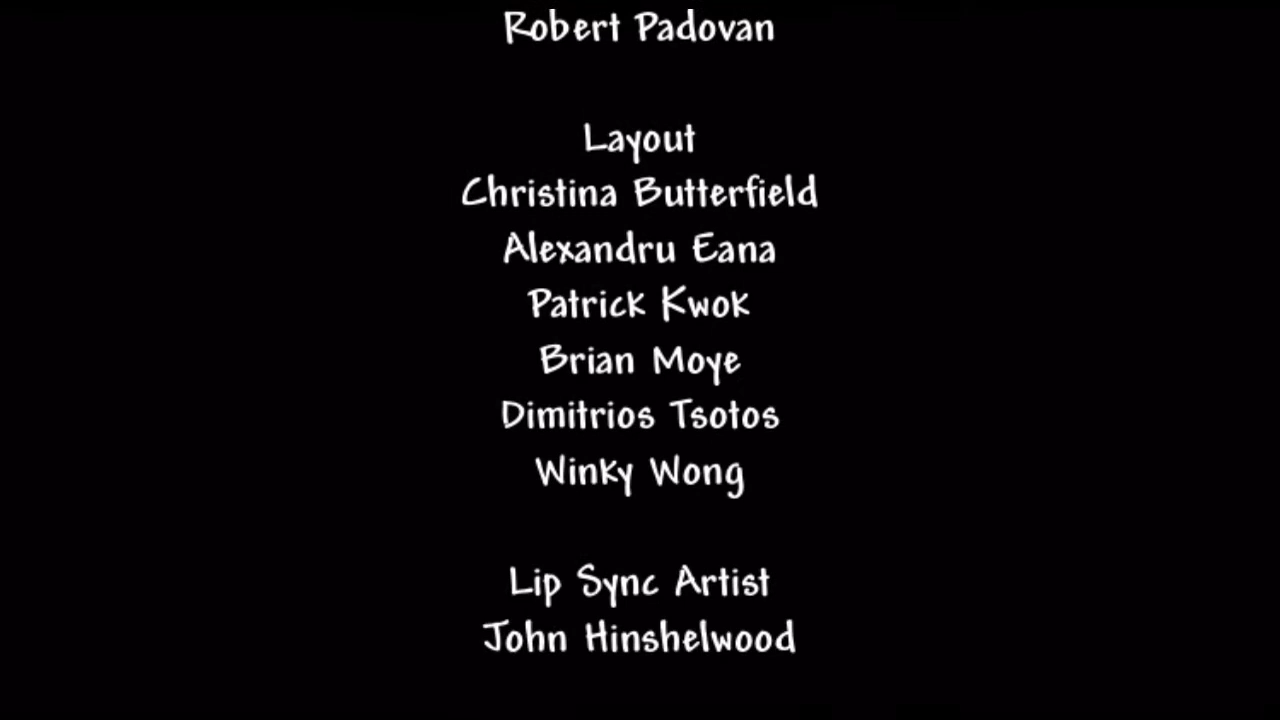 Robert Padovan
Layout
Christina Butterfield
Alexandru Eana
Patrick Kwok
Brian Moye
Dimitrios Tsotos
Winky Wong
Lip Sync Artist
John Hinshelwood